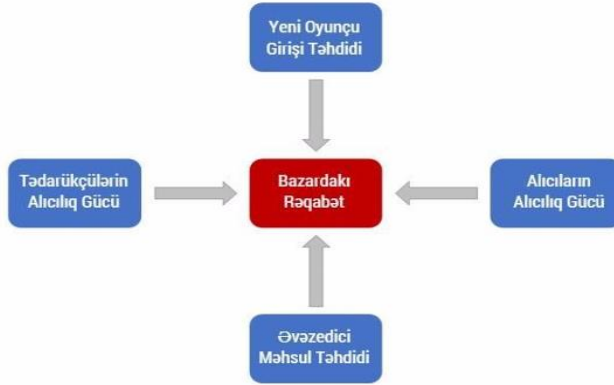 Yeni Oyunçu
Girişi Təhdidi
Tədarükçülərin
Alıcılıq Gücü
Bazardakı
Rəqabət
Alıcıların
Alıcılıq Gücü
Əvəzedici
Məhsul Təhdidi